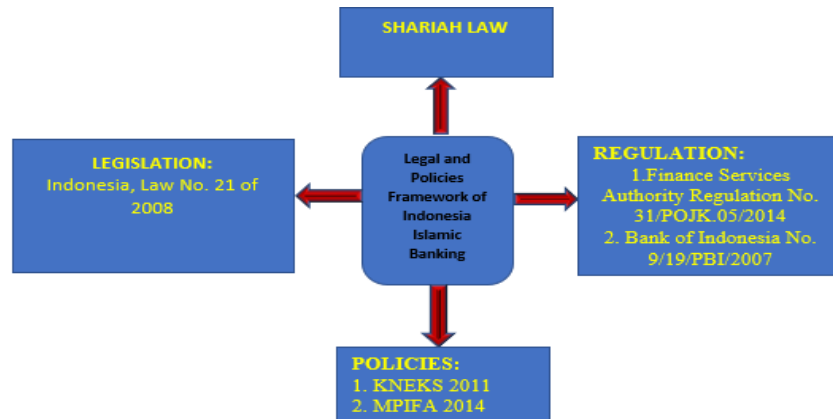 SHARIAH LAW
LEGISLATION:
Indonesia, Law No. 21 of
2008
Legal and
Policies
Framework of
Indonesia
Islamic
Banking
REGULATION:
1.Finance Services
Authority Regulation No.
31/POJK.05/2014
2. Bank of Indonesia No.
9/19/PBI/2007
POLICIES:
1. KNEKS 2011
2. MPIFA 2014